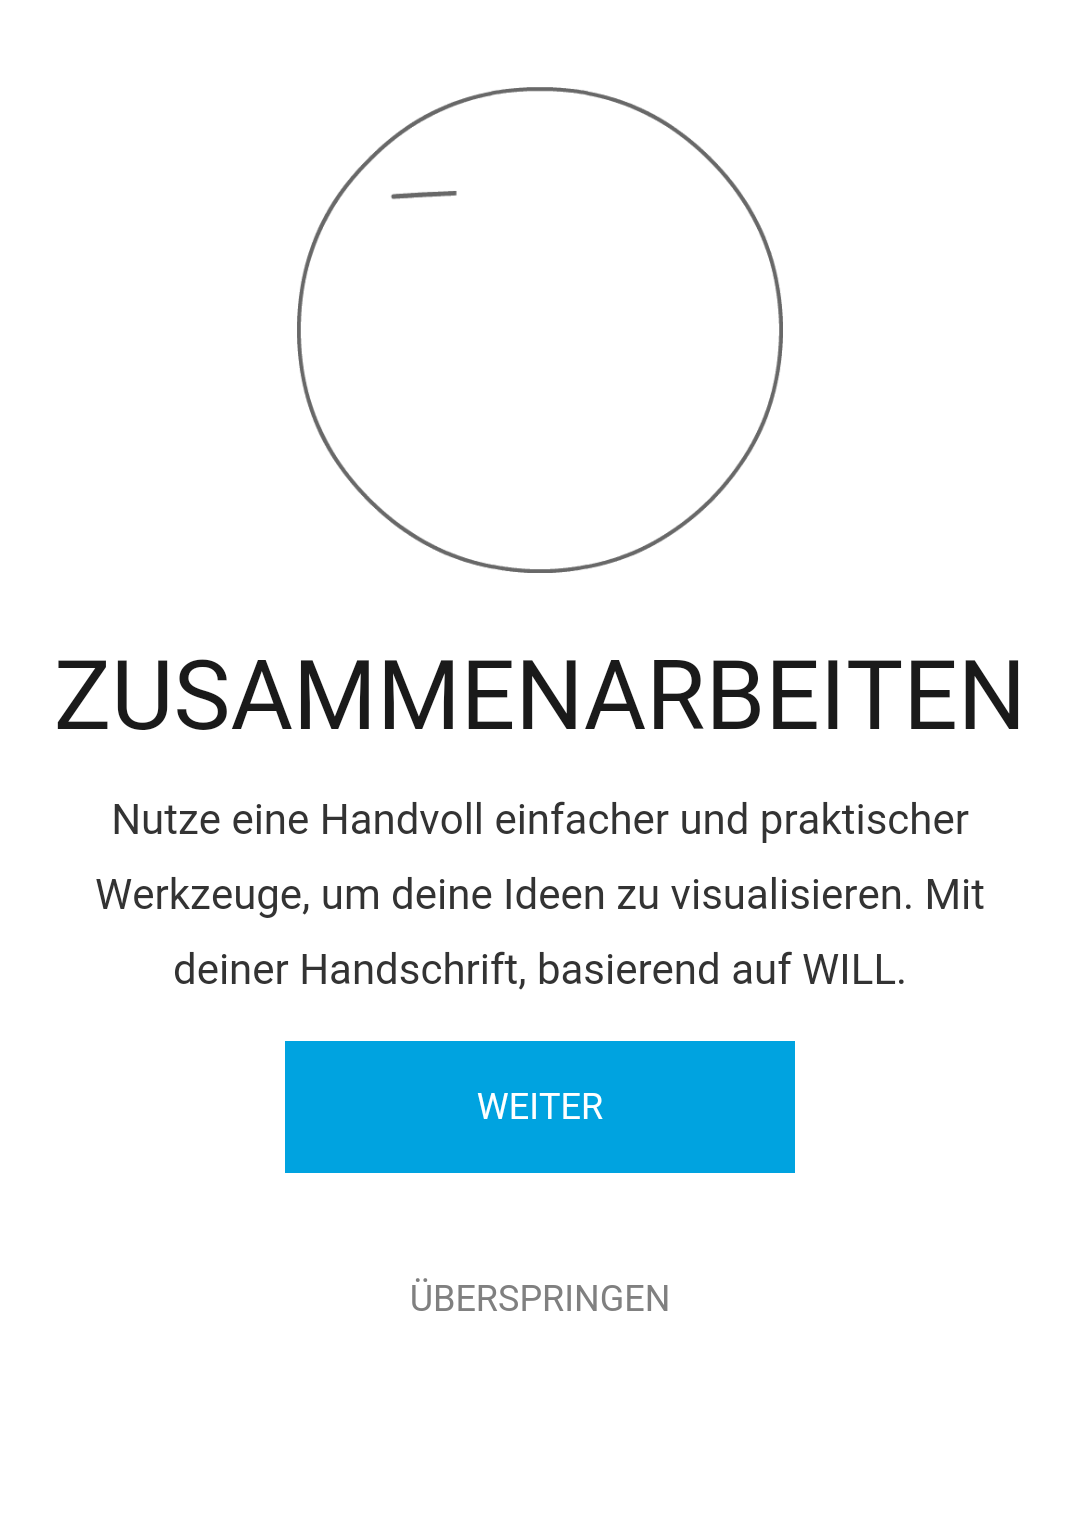 ZUSAMMENARBEITEN
Nutze eine Handvoll einfacher und praktischer
Werkzeuge, um deine Ideen zu visualisieren. Mit
deiner Handschrift, basierend auf WILL.
WEITER
ÜBERSPRINGEN